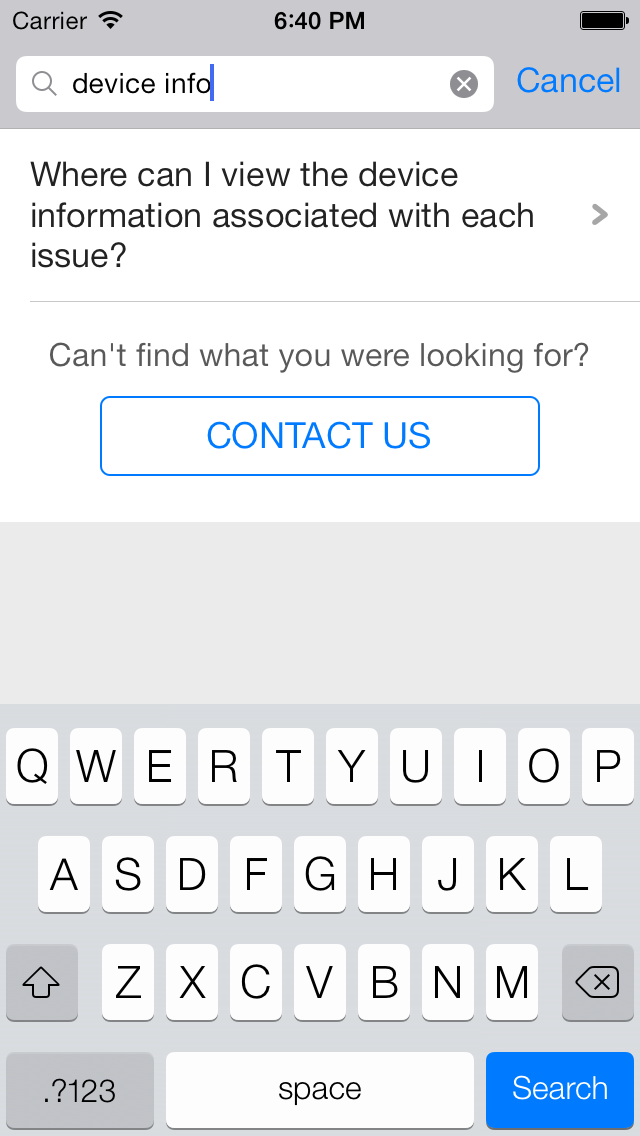 Carrier 6:40 PM
device info Cancel
Where can I view the device
information associated with each
issue?
Can't find what you were looking for?
CONTACT US
Q W E R T Y U I O P
A S D F G H J K L
Z X C V B N M
.?123 space Search